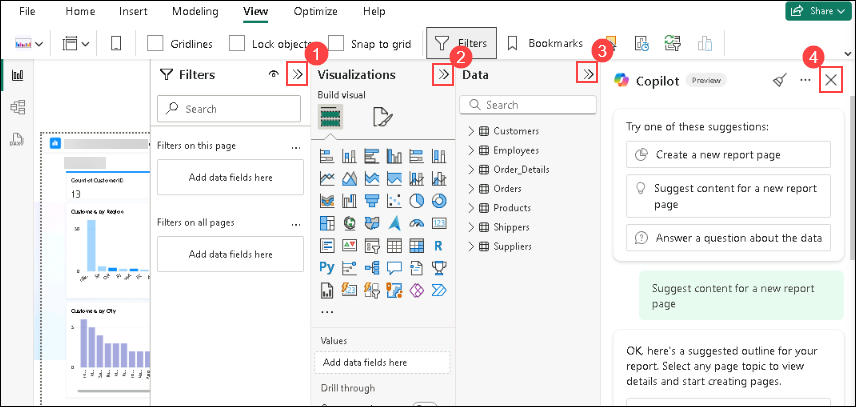 File Home Insert Modeling View Optimize Help Share
Gridlines Lock objects Snap to grid Filters Bookmarks
1 2 3 4
Filters Visualizations Data Copilot Preview
Build visual
Search
Filters on this page ...
Add data fields here
Filters on all pages ...
Add data fields here
123
R
Py
...
Values
Add data fields here
Drill through
Search
Customers
Employees
Order_Details
Orders
Products
Shippers
Suppliers
Try one of these suggestions:
Create a new report page
Suggest content for a new report
page
Answer a question about the data
Suggest content for a new report
page
OK, here's a suggested outline for your
report. Select any page topic to view
details and start creating pages.
DAX
Count of CustomerID
13
Customers by Region
Customers by City